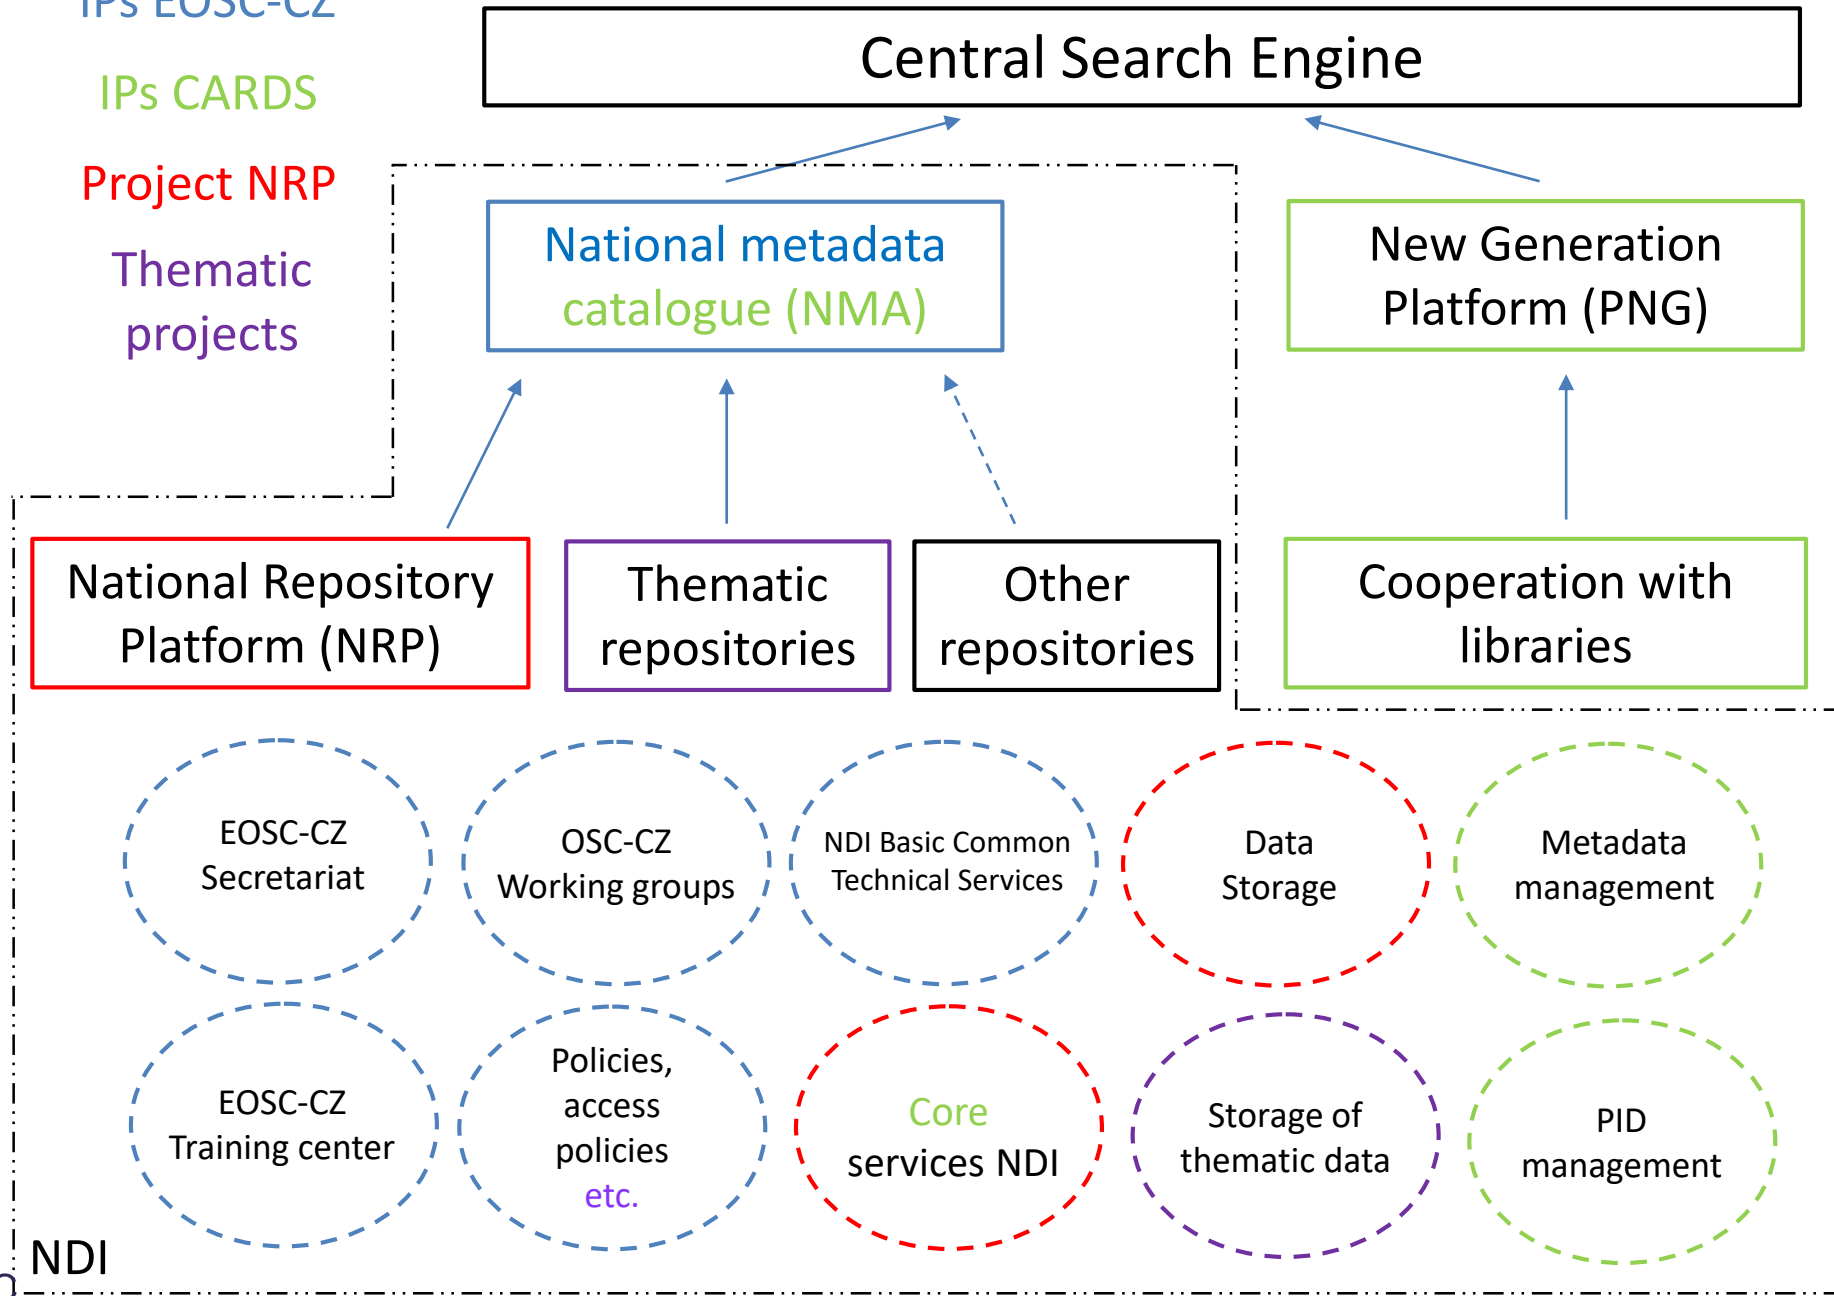 IPs EOSC-CZ
IPs CARDS
Project NRP
Thematic
projects
Central Search Engine
National metadata
catalogue (NMA)
New Generation
Platform (PNG)
National Repository
Platform (NRP)
Thematic
repositories
Other
repositories
Cooperation with
libraries
EOSC-CZ
Secretariat
OSC-CZ
Working groups
NDI Basic Common
Technical Services
Data
Storage
Metadata
management
EOSC-CZ
Training center
Policies,
access
policies
etc.
Core
services NDI
Storage of
thematic data
PID
management
NDI